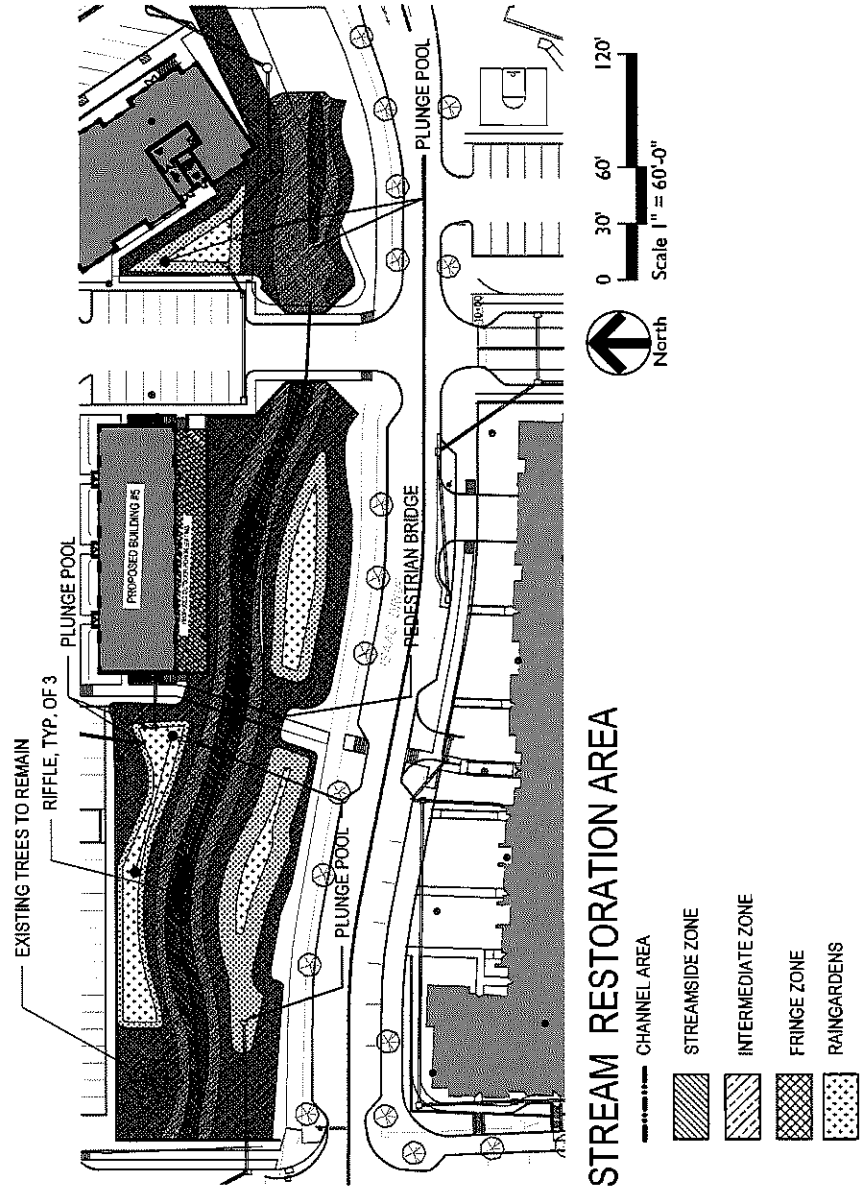 EXISTING TREES TO REMAIN
RIFFLE, TYP. OF 3
PLUNGE POOL
PROPOSED BUILDING #5
PEDESTRIAN BRIDGE
PLUNGE POOL
PLUNGE POOL
10+00
STREAM RESTORATION AREA
CHANNEL AREA
STREAMSIDE ZONE
INTERMEDIATE ZONE
FRINGE ZONE
RAINGARDENS
North
0 30' 60' 120'
Scale 1" = 60'-0"